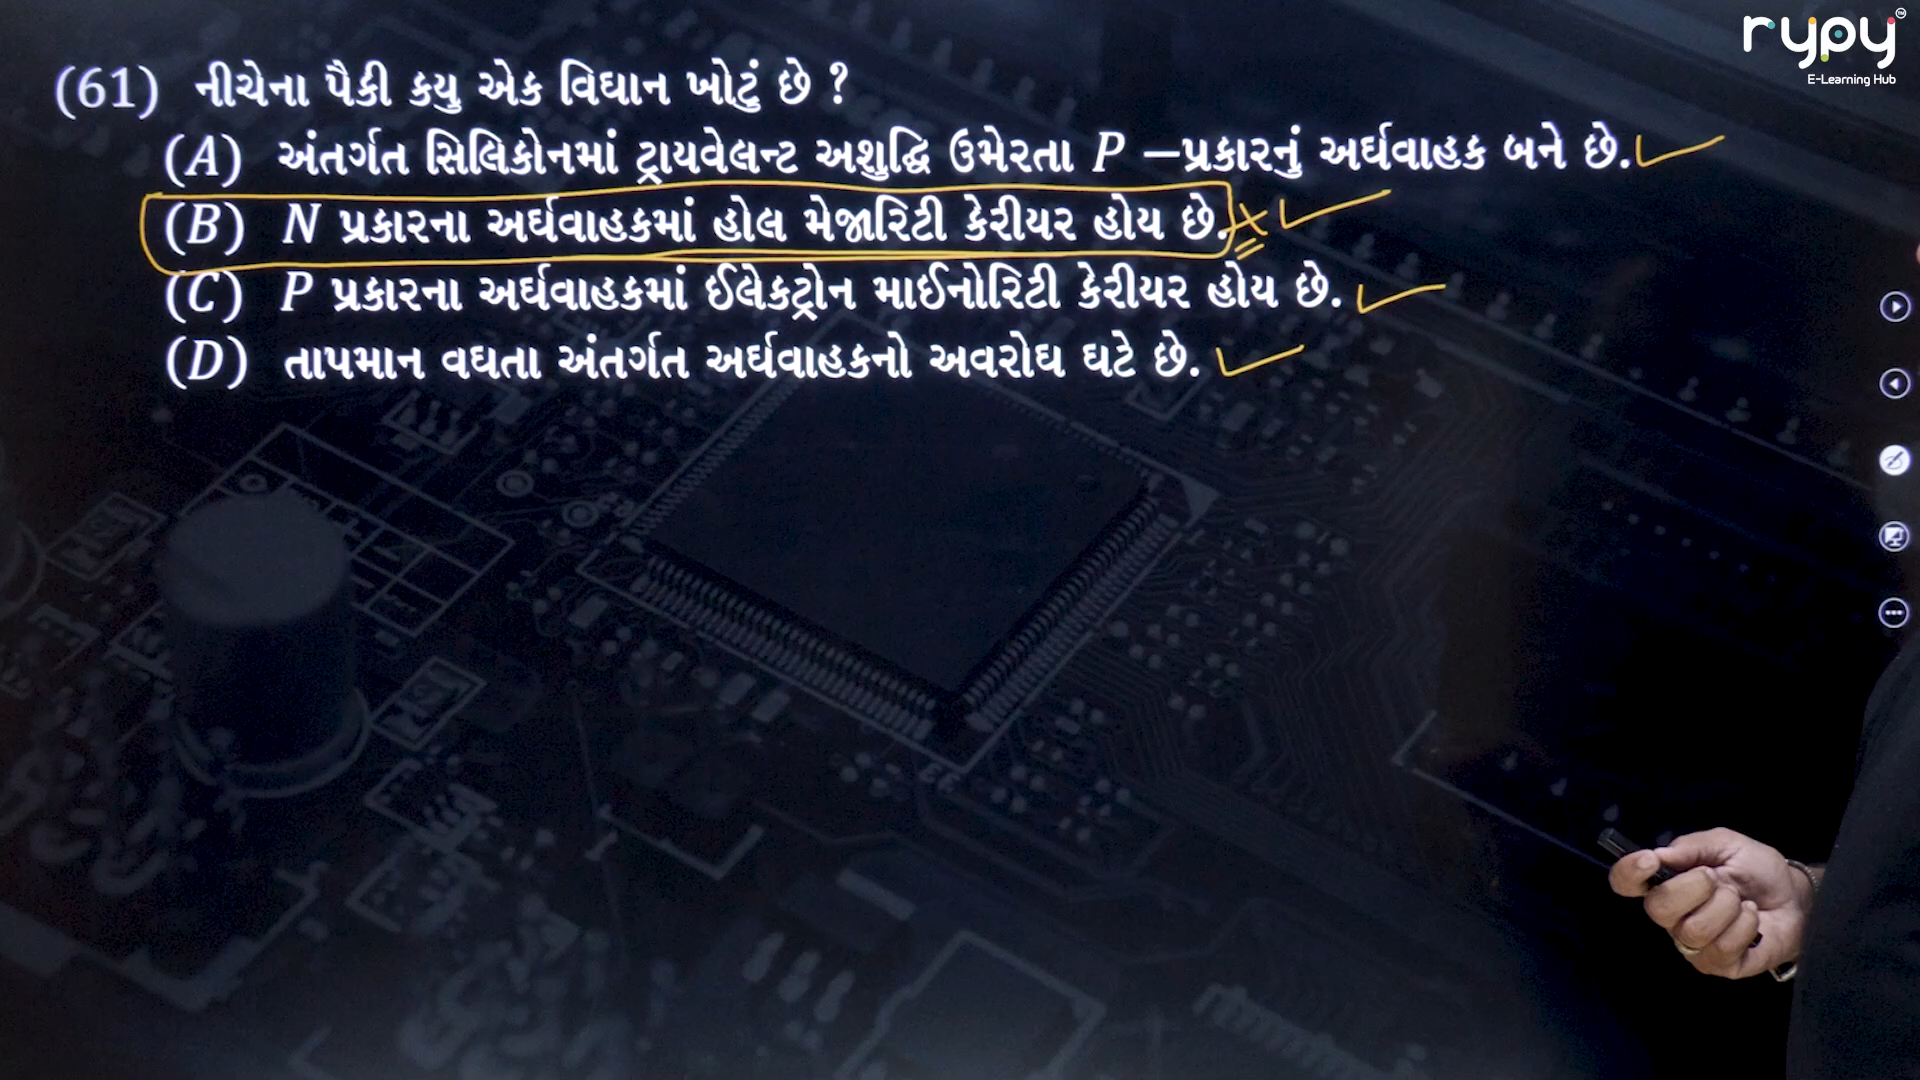 rypy™
E-Learning Hub
(61) નીચેના પૈકી કયુ એક વિધાન ખોટું છે ?
(A) અંતર્ગત સિલિકોનમાં ટ્રાયવેલન્ટ અશુદ્ધિ ઉમેરતા P –પ્રકારનું અર્ધવાહક બને છે.
(B) N પ્રકારના અર્ધવાહકમાં હોલ મેજારિટી કેરીયર હોય છે.
(C) P પ્રકારના અર્ધવાહકમાં ઈલેકટ્રોન માઈનોરિટી કેરીયર હોય છે.
(D) તાપમાન વધતા અંતર્ગત અર્ધવાહકનો અવરોધ ઘટે છે.